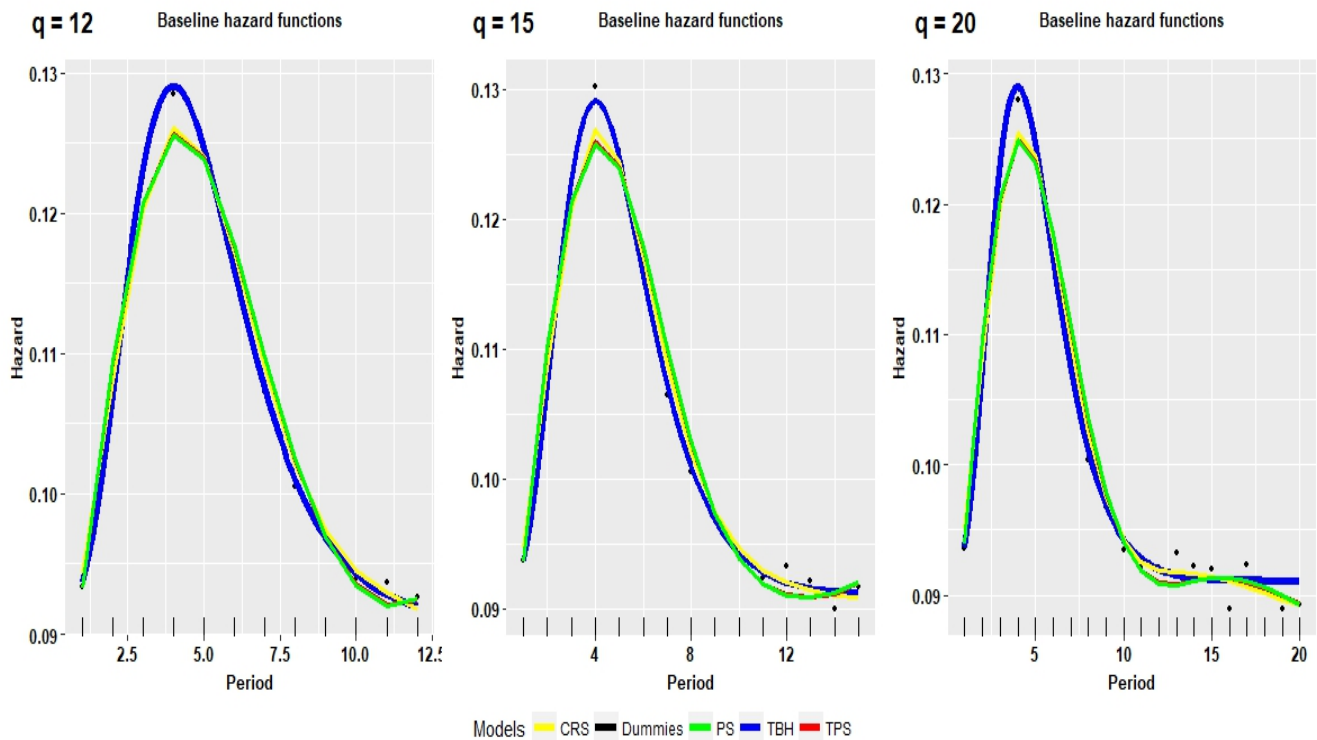 q = 12 Baseline hazard functions
0.13
0.12
0.11
0.10
0.09
Hazard
2.5 5.0 7.5 10.0 12.5
Period
q = 15 Baseline hazard functions
0.13
0.12
0.11
0.10
0.09
Hazard
4 8 12
Period
q = 20 Baseline hazard functions
0.13
0.12
0.11
0.10
0.09
Hazard
5 10 15 20
Period
Models CRS Dummies PS TBH TPS